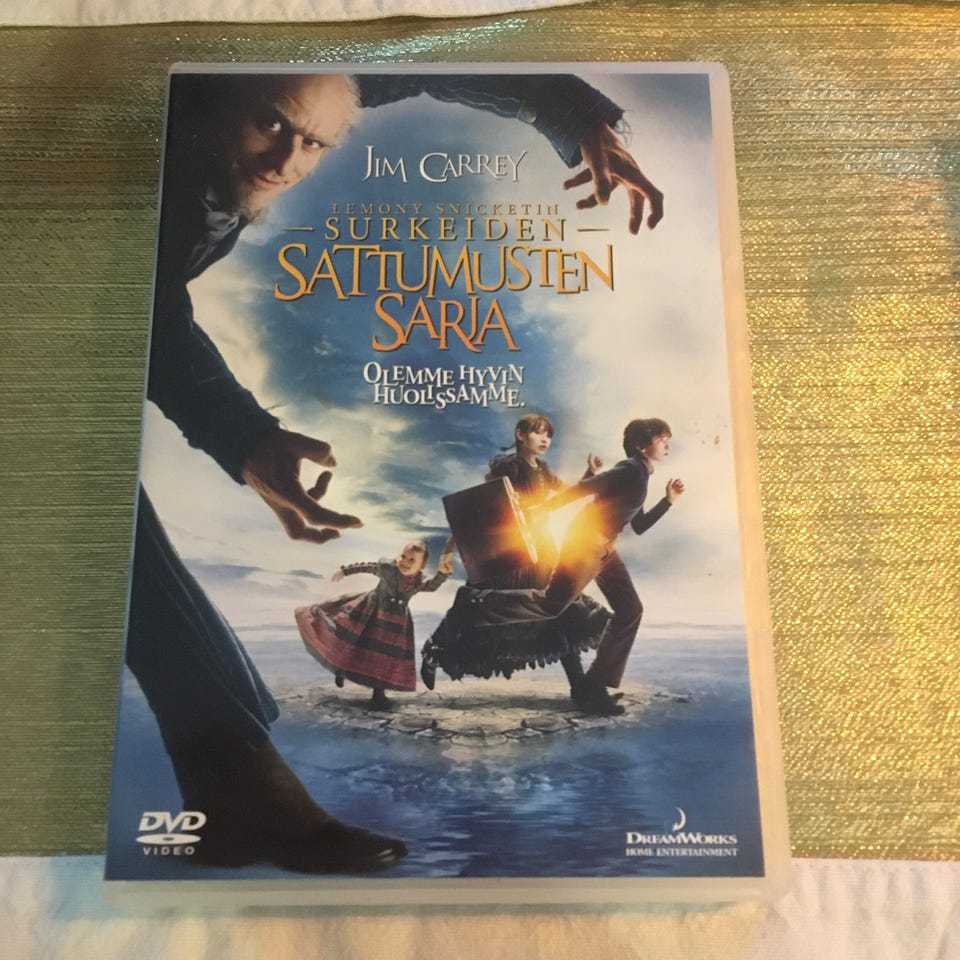 JIM CARREY
LEMONY SNICKETIN
SURKEIDEN
SATTUMUSTEN
SARJA
OLEMME HYVIN
HUOLISSAMME.
DVD
VIDEO
DREAMWORKS
HOME ENTERTAINMENT